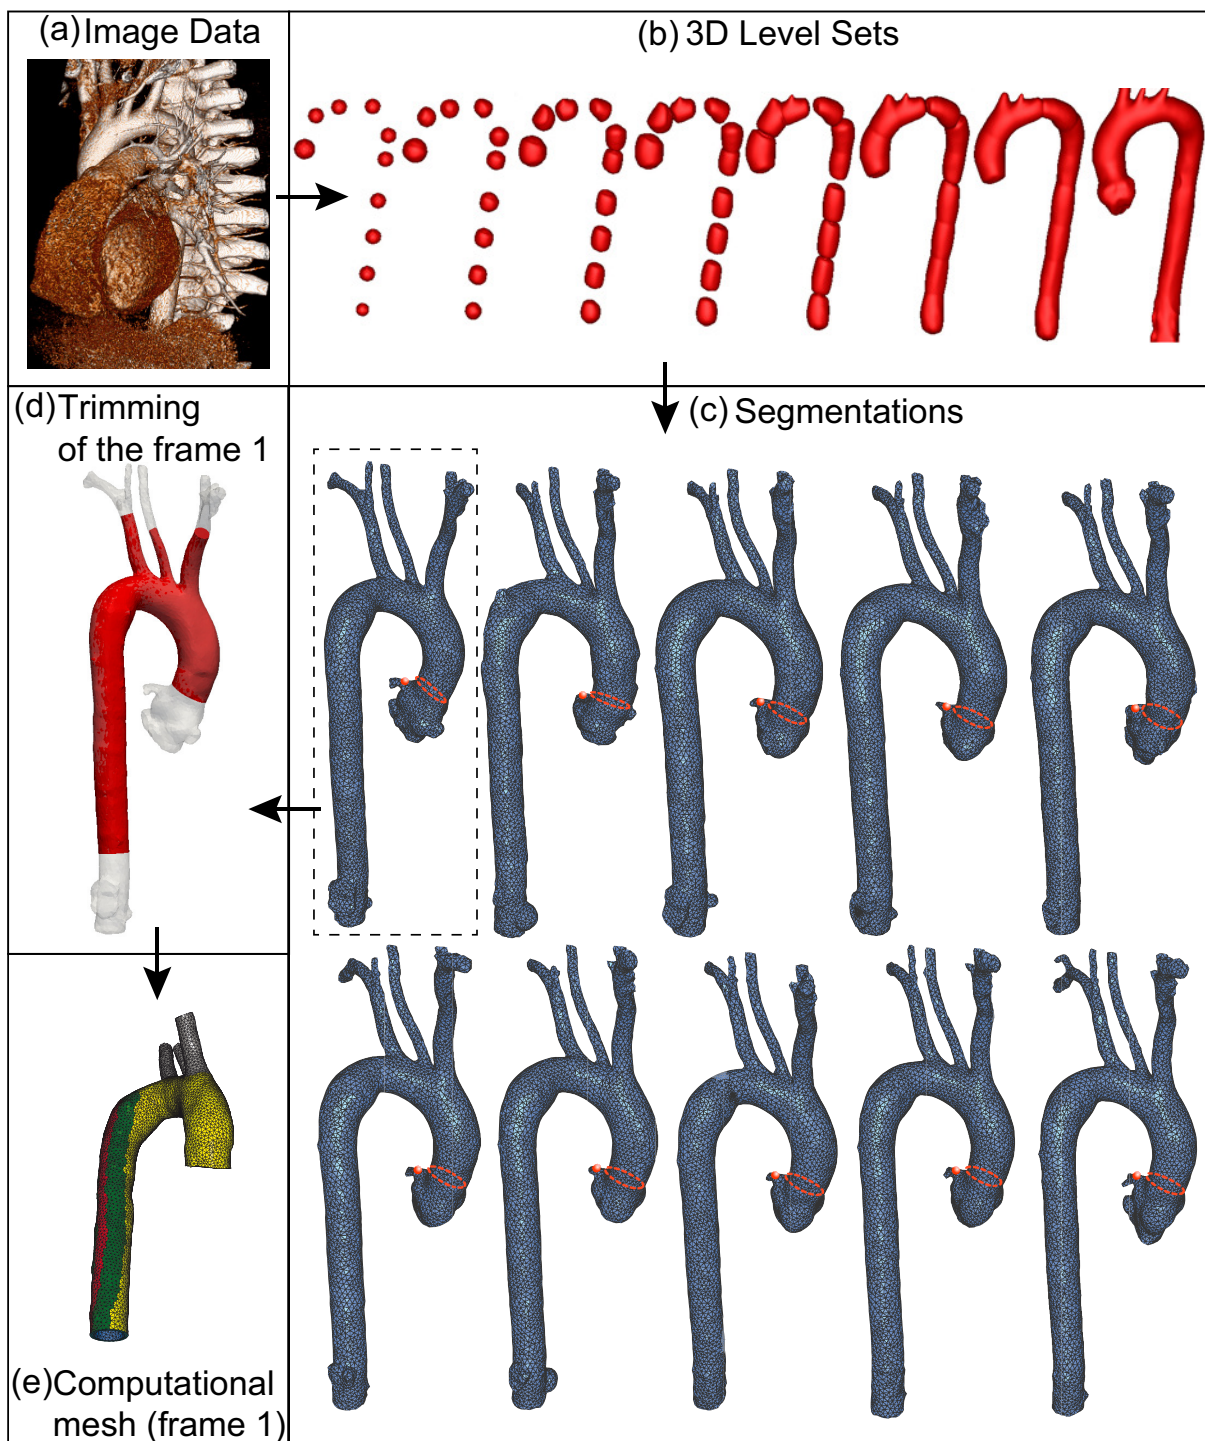 (a) Image Data
(b) 3D Level Sets
(d) Trimming
of the frame 1
(c) Segmentations
(e) Computational
mesh (frame 1)